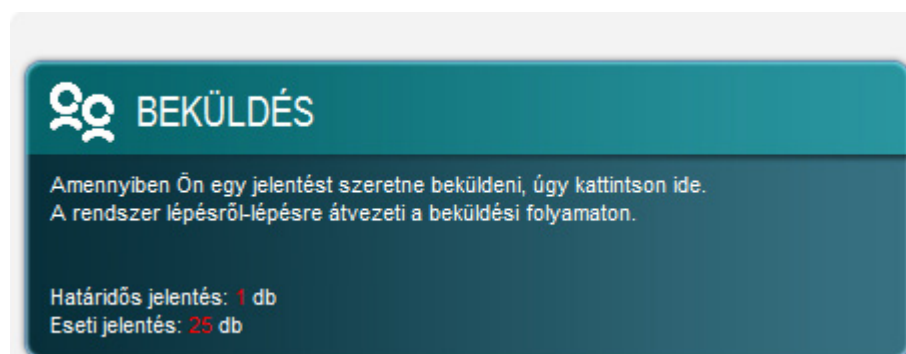 BEKÜLDÉS
Amennyiben Ön egy jelentést szeretne beküldeni, úgy kattintson ide.
A rendszer lépésről-lépésre átvezeti a beküldési folyamaton.
Határidős jelentés: 1 db
Eseti jelentés: 25 db